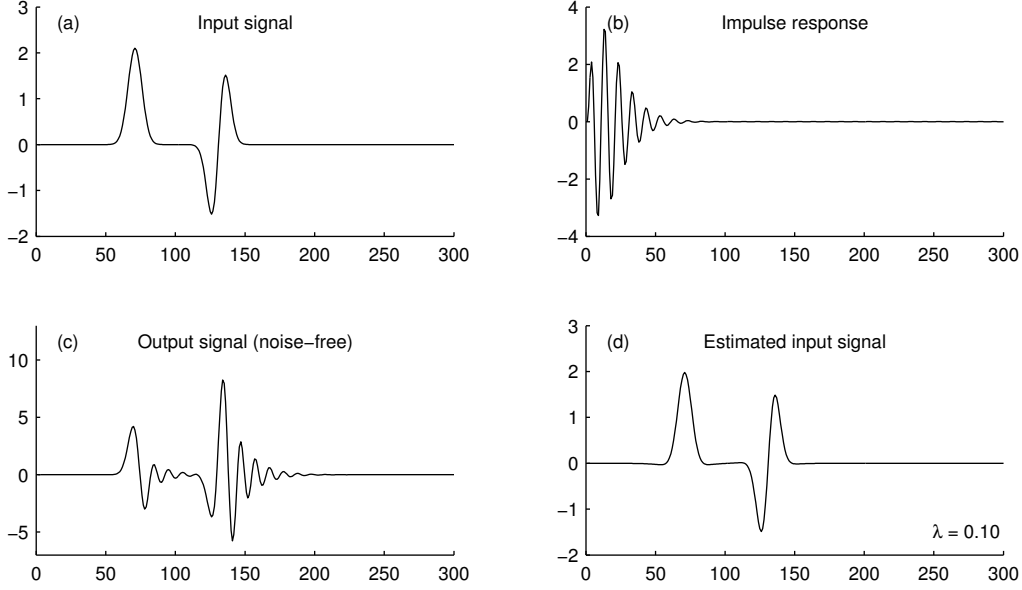 (a) Input signal
3
2
1
0
−1
−2
0 50 100 150 200 250 300
(b) Impulse response
4
2
0
−2
−4
0 50 100 150 200 250 300
(c) Output signal (noise−free)
10
5
0
−5
0 50 100 150 200 250 300
(d) Estimated input signal
3
2
1
0
−1
−2
λ = 0.10
0 50 100 150 200 250 300